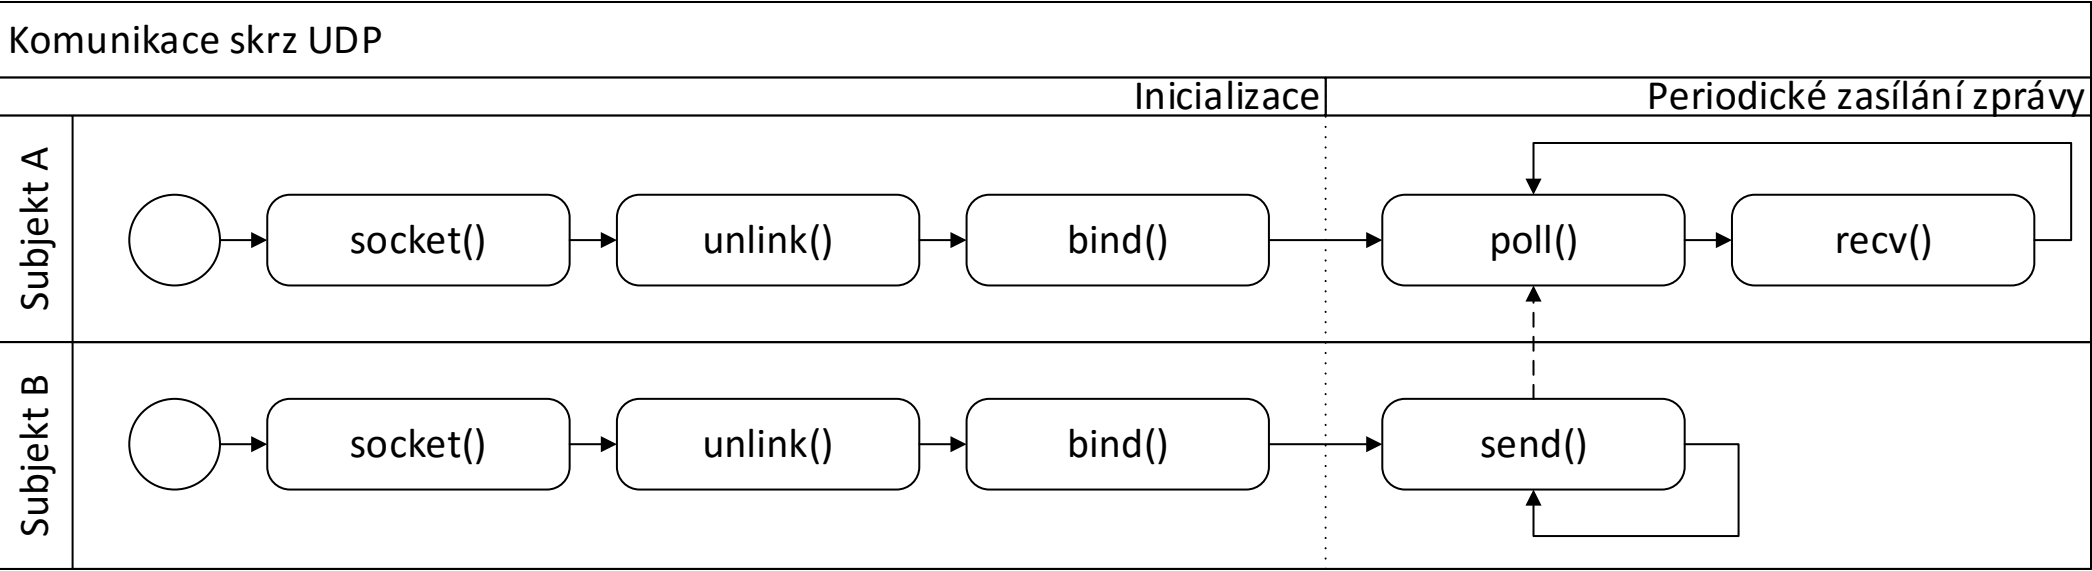 Komunikace skrz UDP
Inicializace
Periodické zasílání zprávy
Subjekt A
socket()
unlink()
bind()
poll()
recv()
Subjekt B
socket()
unlink()
bind()
send()